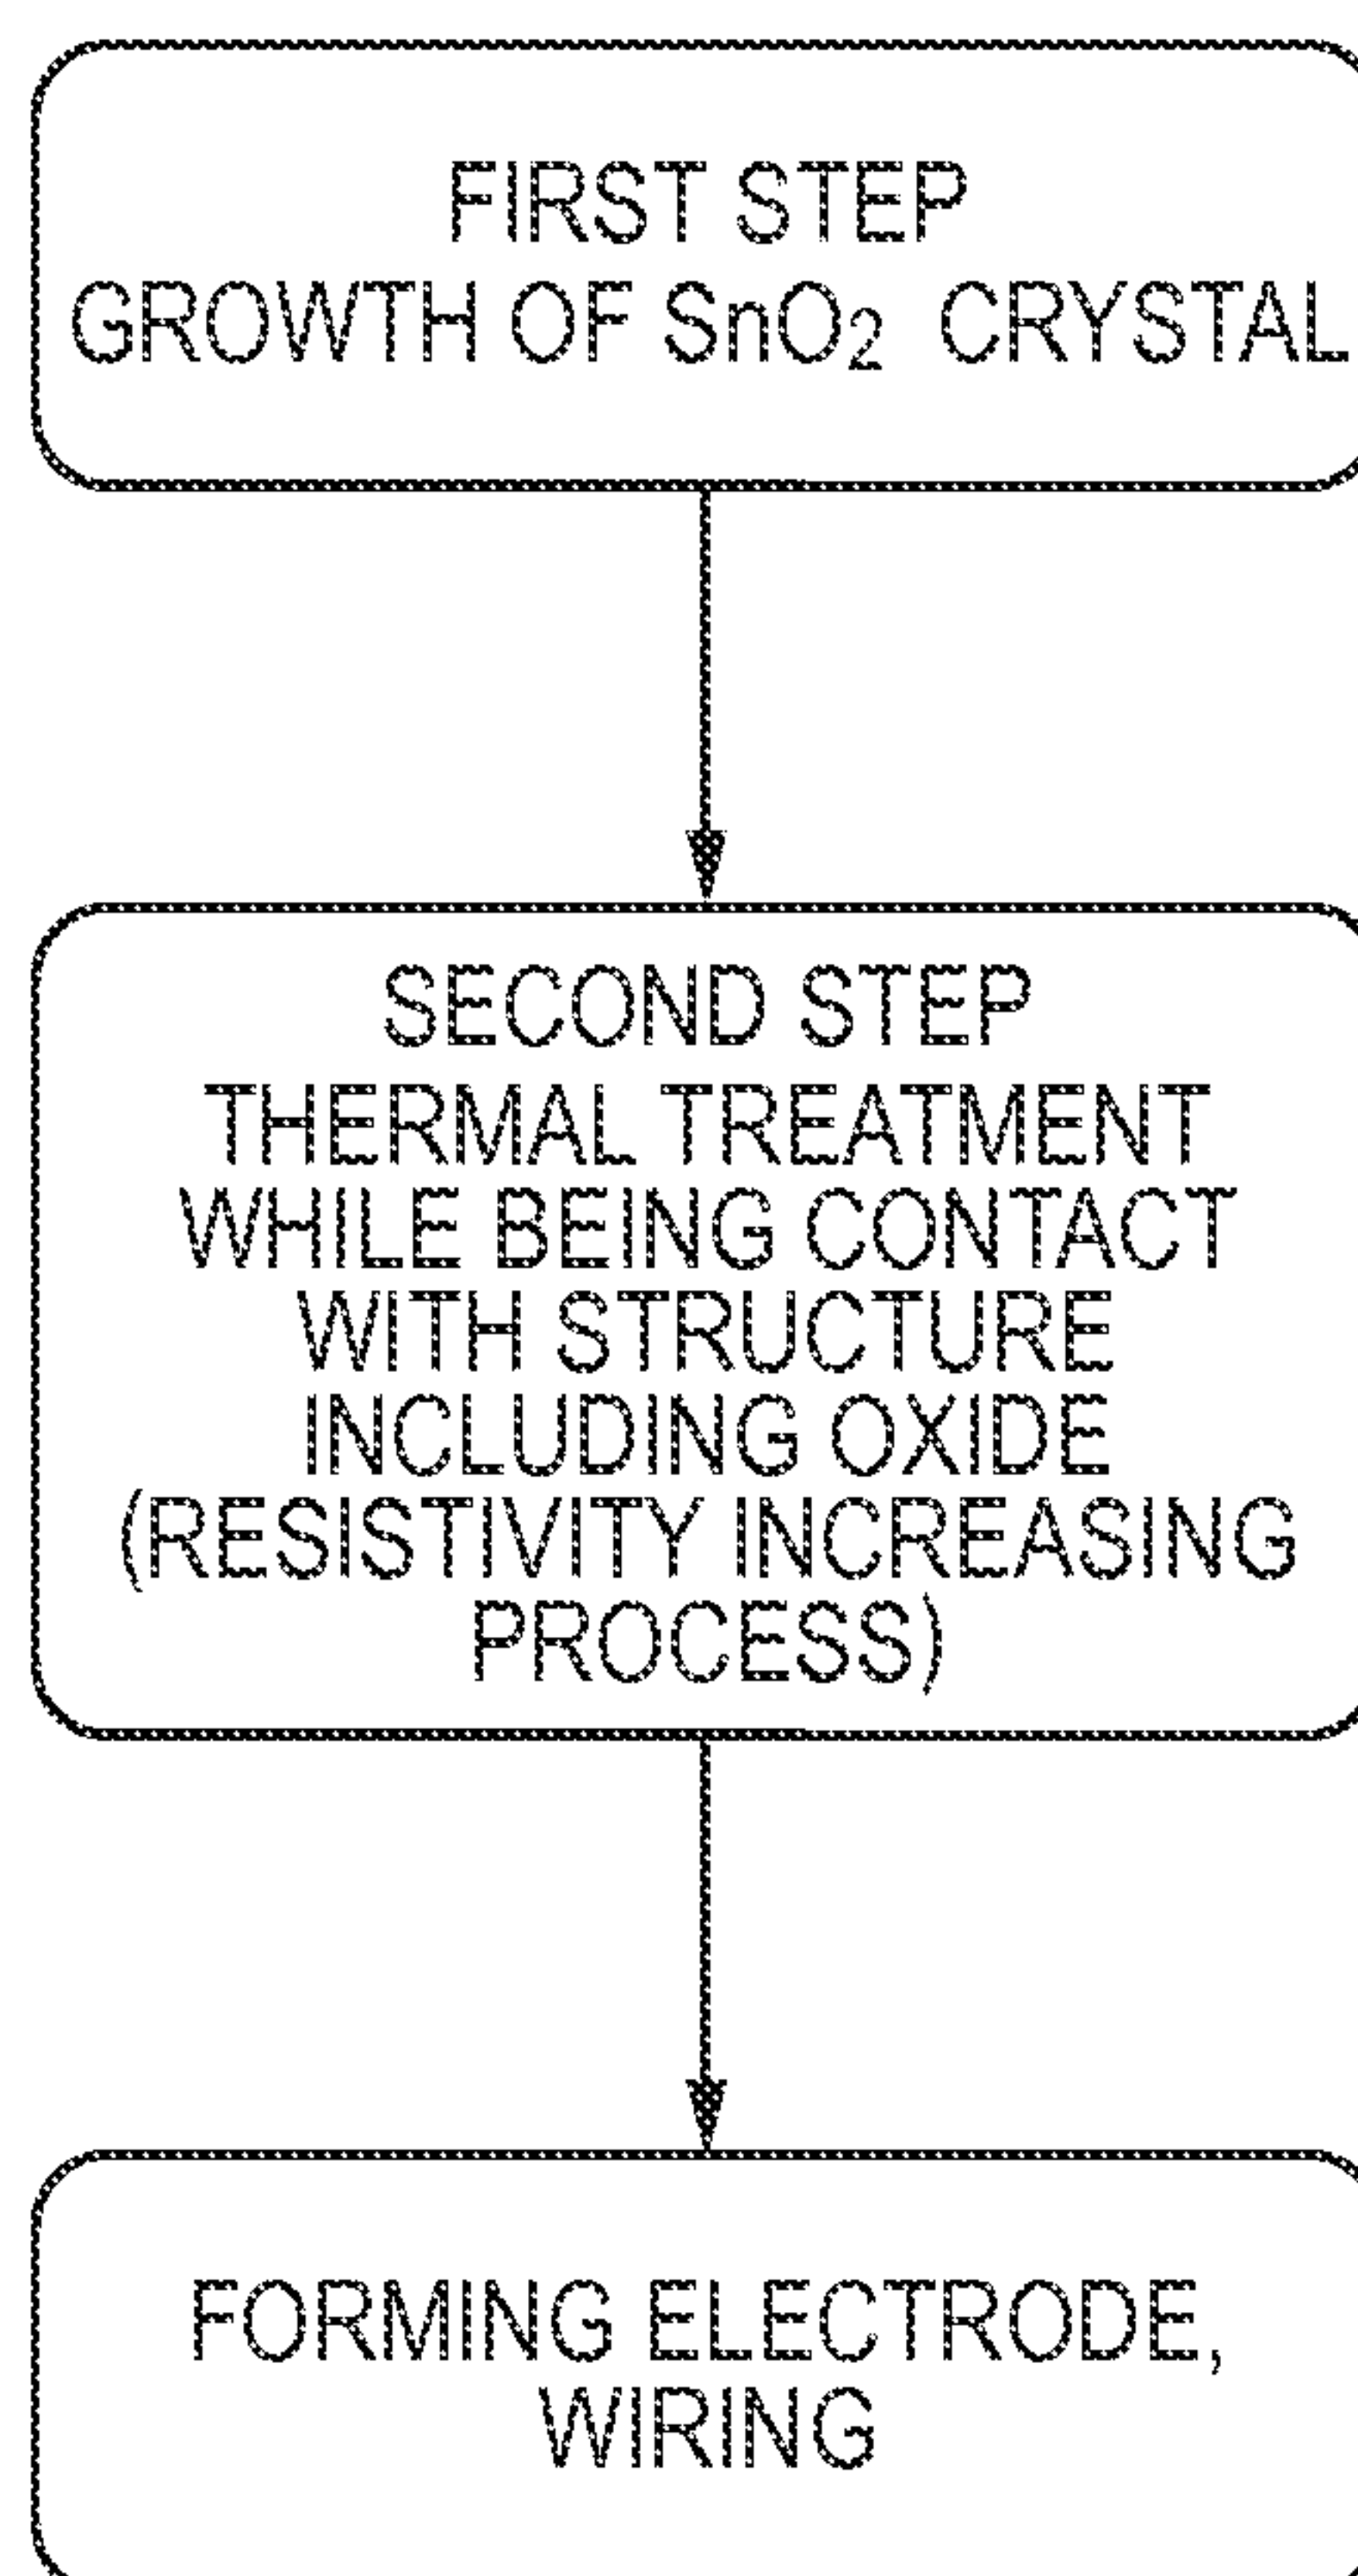 FIRST STEP
GROWTH OF SnO₂ CRYSTAL
SECOND STEP
THERMAL TREATMENT
WHILE BEING CONTACT
WITH STRUCTURE
INCLUDING OXIDE
(RESISTIVITY INCREASING
PROCESS)
FORMING ELECTRODE,
WIRING